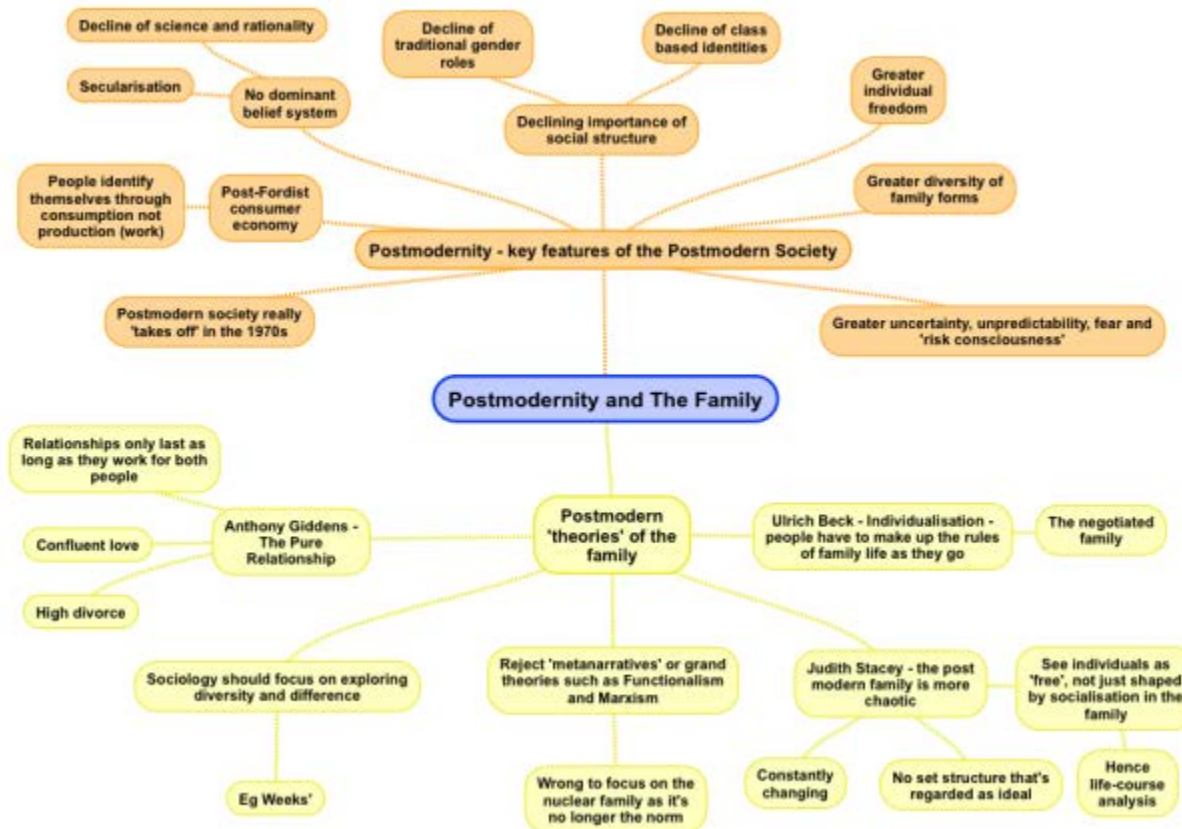 Decline of science and rationality
Secularisation
No dominant
belief system
Decline of
traditional gender
roles
Decline of class
based identities
Declining importance of
social structure
Greater
individual
freedom
People identify
themselves through
consumption not
production (work)
Post-Fordist
consumer
economy
Greater diversity of
family forms
Postmodernity - key features of the Postmodern Society
Postmodern society really
'takes off' in the 1970s
Greater uncertainty, unpredictability, fear and
'risk consciousness'
Postmodernity and The Family
Relationships only last as
long as they work for both
people
Confluent love
High divorce
Anthony Giddens -
The Pure
Relationship
Postmodern
'theories' of the
family
Ulrich Beck - Individualisation -
people have to make up the rules
of family life as they go
The negotiated
family
Sociology should focus on exploring
diversity and difference
Eg Weeks'
Reject 'metanarratives' or grand
theories such as Functionalism
and Marxism
Wrong to focus on the
nuclear family as it's
no longer the norm
Judith Stacey - the post
modern family is more
chaotic
Constantly
changing
No set structure that's
regarded as ideal
See individuals as
'free', not just shaped
by socialisation in the
family
Hence
life-course
analysis